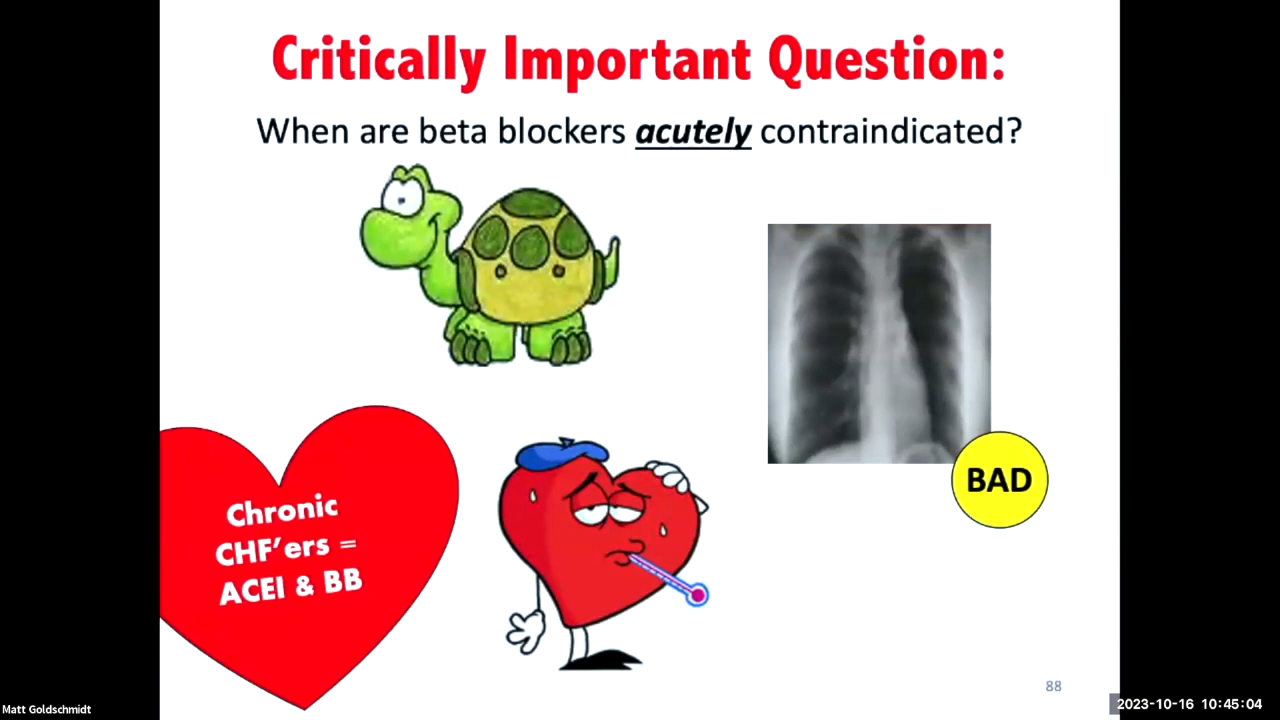 Critically Important Question:
When are beta blockers acutely contraindicated?
BAD
Chronic
CHF'ers =
ACEI & BB
88
Matt Goldschmidt
2023-10-16 10:45:04